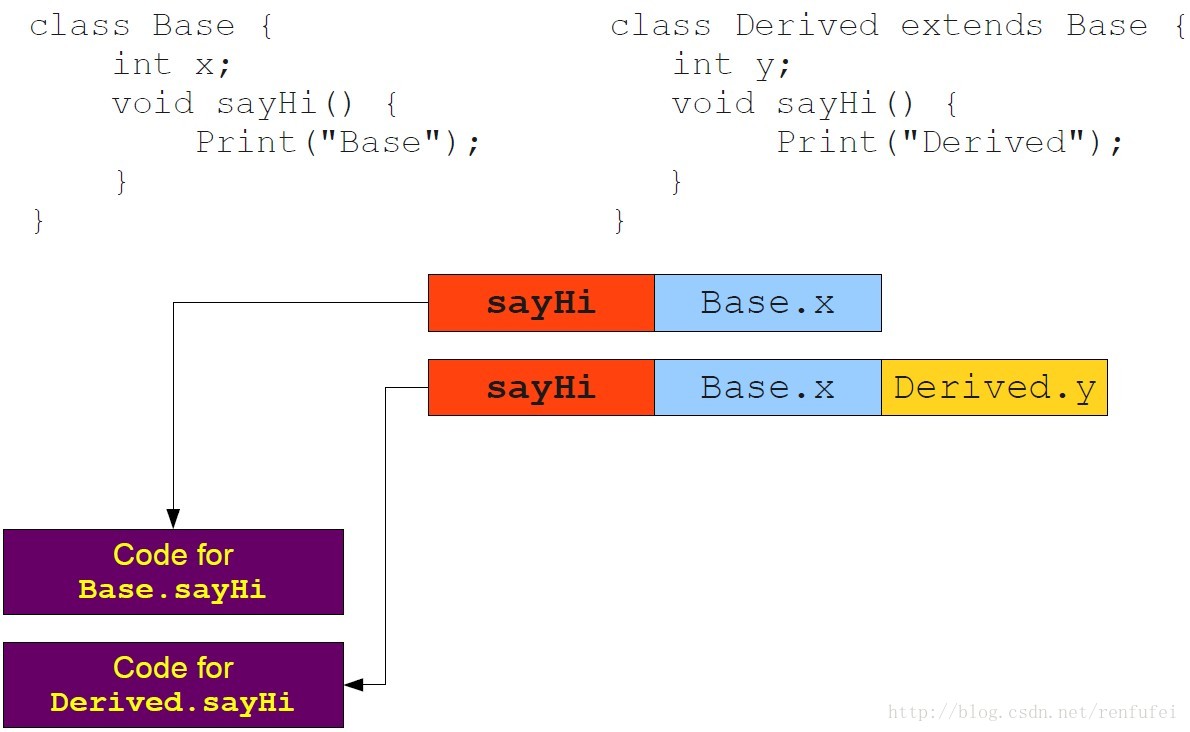 class Base {
    int x;
    void sayHi() {
        Print("Base");
    }
}
class Derived extends Base {
    int y;
    void sayHi() {
        Print("Derived");
    }
}
sayHi Base.x
sayHi Base.x Derived.y
Code for
Base.sayHi
Code for
Derived.sayHi
http://blog.csdn.net/renfufei